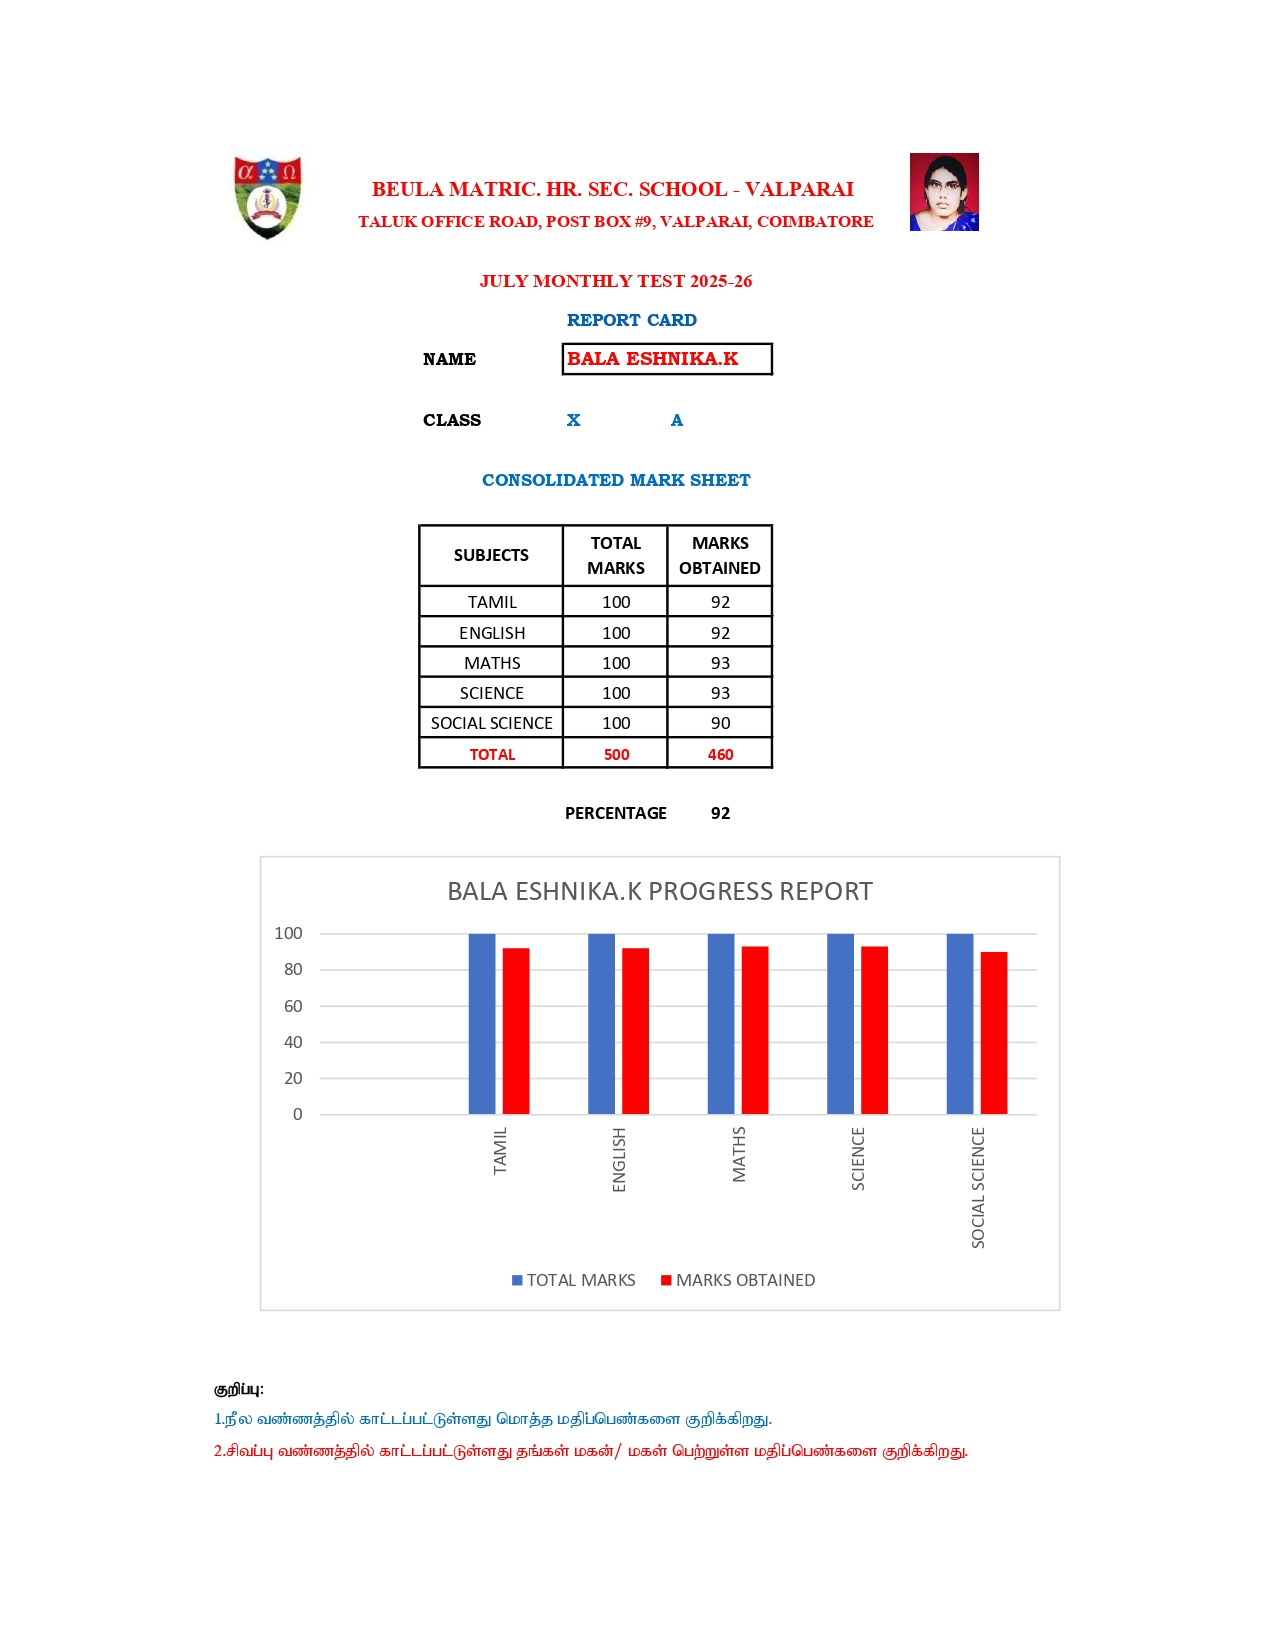 α Ω
BEULA MATRIC. HR. SEC. SCHOOL - VALPARAI
TALUK OFFICE ROAD, POST BOX #9, VALPARAI, COIMBATORE
JULY MONTHLY TEST 2025-26
REPORT CARD
NAME BALA ESHNIKA.K
CLASS X A
CONSOLIDATED MARK SHEET
SUBJECTS TOTAL MARKS MARKS OBTAINED
TAMIL 100 92
ENGLISH 100 92
MATHS 100 93
SCIENCE 100 93
SOCIAL SCIENCE 100 90
TOTAL 500 460
PERCENTAGE 92
BALA ESHNIKA.K PROGRESS REPORT
100
80
60
40
20
0
TAMIL
ENGLISH
MATHS
SCIENCE
SOCIAL SCIENCE
TOTAL MARKS MARKS OBTAINED
குறிப்பு:
1.நீல வண்ணத்தில் காட்டப்பட்டுள்ளது மொத்த மதிப்பெண்களை குறிக்கிறது.
2.சிவப்பு வண்ணத்தில் காட்டப்பட்டுள்ளது தங்கள் மகன்/ மகள் பெற்றுள்ள மதிப்பெண்களை குறிக்கிறது.